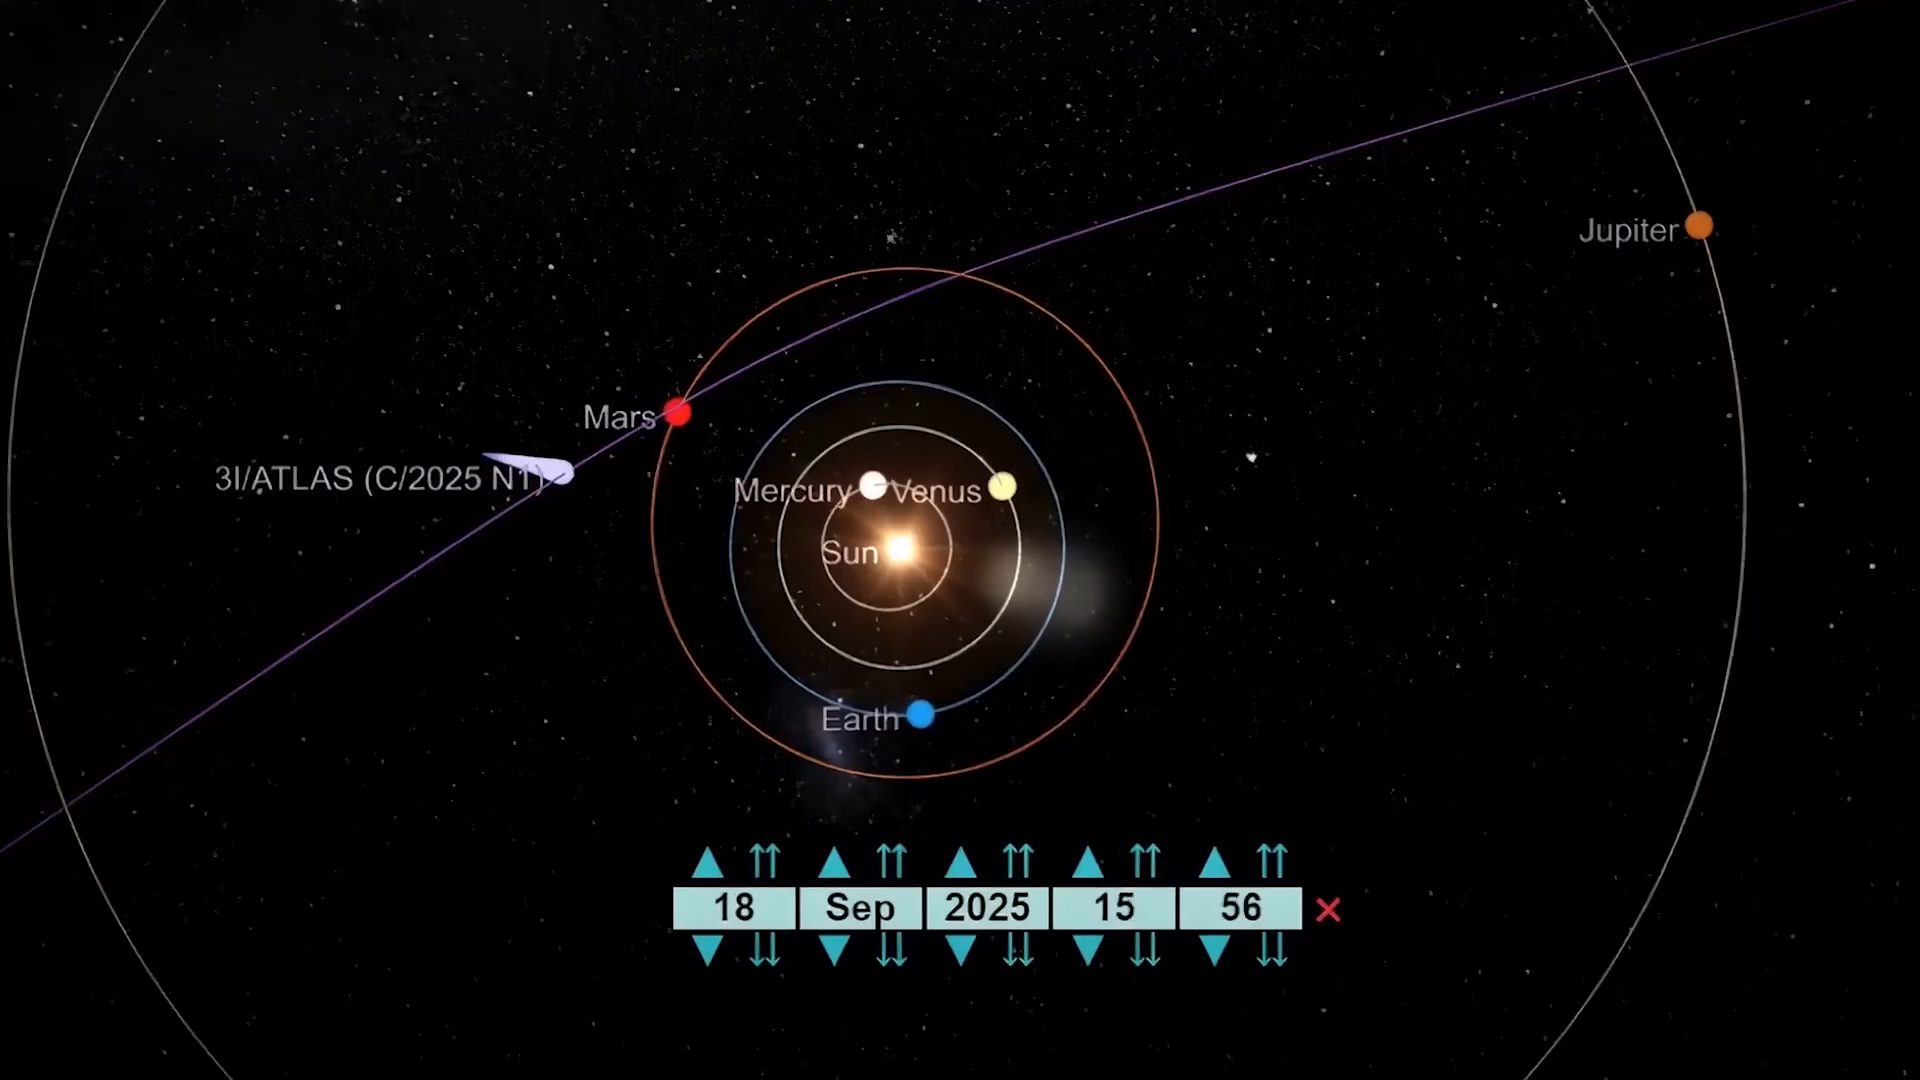 Jupiter
Mars
3I/ATLAS (C/2025 N1)
Mercury
Venus
Sun
Earth
18 Sep 2025 15 56